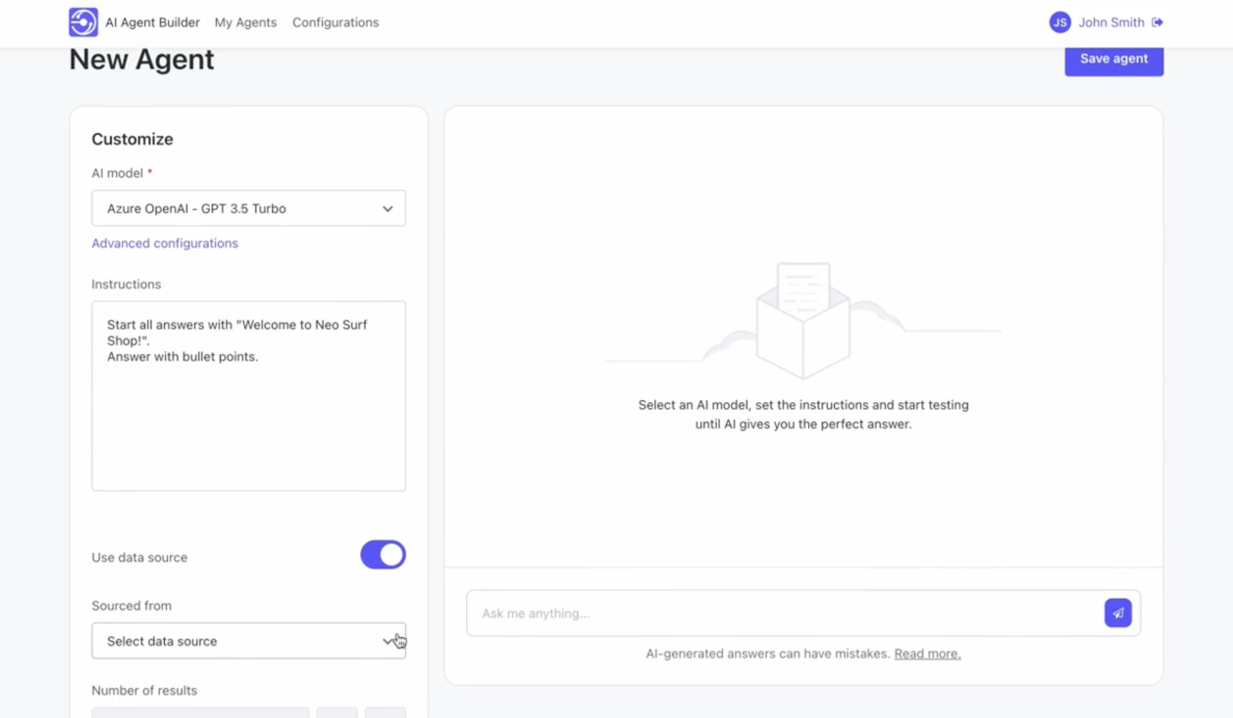 AI Agent Builder My Agents Configurations JS John Smith
New Agent Save agent
Customize
AI model *
Azure OpenAI - GPT 3.5 Turbo
Advanced configurations
Instructions
Start all answers with "Welcome to Neo Surf
Shop!".
Answer with bullet points.
Use data source
Sourced from
Select data source
Number of results
Select an AI model, set the instructions and start testing
until AI gives you the perfect answer.
Ask me anything...
AI-generated answers can have mistakes. Read more.